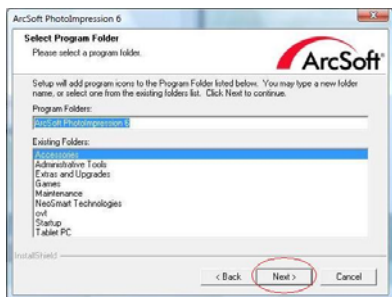 ArcSoft PhotoImpression 6
Select Program Folder
Please select a program folder.
ArcSoft
Setup will add program icons to the Program Folder listed below. You may type a new folder
name, or select one from the existing folders list. Click Next to continue.
Program Folders:
ArcSoft PhotoImpression 6
Existing Folders:
Accessories
Administrative Tools
Extras and Upgrades
Games
Maintenance
NeoSmart Technologies
ovt
Startup
Tablet PC
InstallShield
< Back
Next >
Cancel